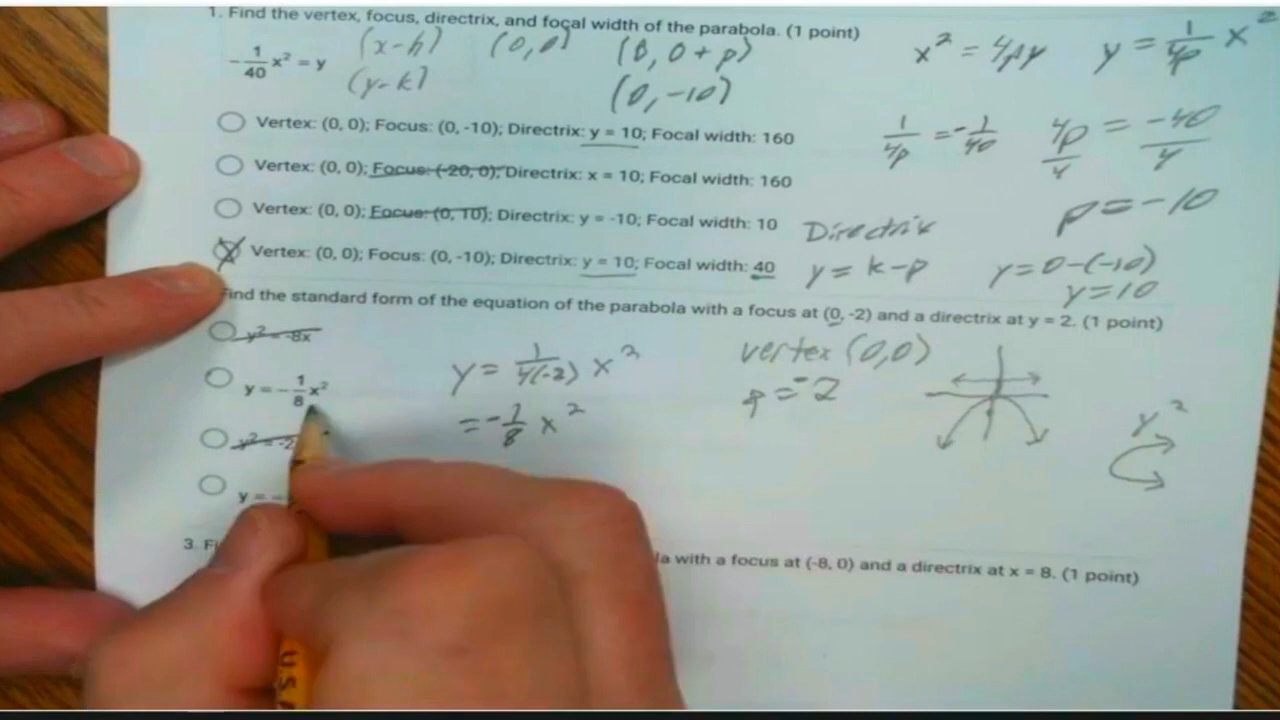 1. Find the vertex, focus, directrix, and focal width of the parabola. (1 point)
-1/40 x² = y
(x-h) (0,0) (0, 0+p)
(y-k) (0,-10)
x² = 4py y = 1/4p x²
Vertex: (0, 0); Focus: (0, -10); Directrix: y = 10; Focal width: 160
1/4p = -1/40 4p/4 = -40/4
Vertex: (0, 0); Focus: (-20, 0); Directrix: x = 10; Focal width: 160
Vertex: (0, 0); Focus: (0, 10); Directrix: y = -10; Focal width: 10
Directrix p = -10
Vertex: (0, 0); Focus: (0, -10); Directrix: y = 10; Focal width: 40
y = k-p y=0-(-10)
y=10
Find the standard form of the equation of the parabola with a focus at (0, -2) and a directrix at y = 2. (1 point)
y² = -8x
y = 1/4(-2) x²
vertex (0,0)
y = -1/8 x²
p = -2
= -1/8 x²
y²
y² = -2
y = -
3. Fi
la with a focus at (-8, 0) and a directrix at x = 8. (1 point)